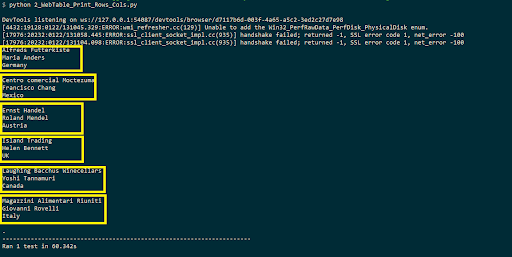 $ python 2_WebTable_Print_Rows_Cols.py
DevTools listening on ws://127.0.0.1:54087/devtools/browser/d7117b6d-003f-4a65-a5c2-3ed2c27d7e98
[4432:19128:0122/131045.329:ERROR:wmi_refresher.cc(129)] Unable to add the Win32_PerfRawData_PerfDisk_PhysicalDisk enum.
[17976:20232:0122/131058.445:ERROR:ssl_client_socket_impl.cc(935)] handshake failed; returned -1, SSL error code 1, net_error -100
[17976:20232:0122/131104.098:ERROR:ssl_client_socket_impl.cc(935)] handshake failed; returned -1, SSL error code 1, net_error -100
Alfreds Futterkiste
Maria Anders
Germany
Centro comercial Moctezuma
Francisco Chang
Mexico
Ernst Handel
Roland Mendel
Austria
Island Trading
Helen Bennett
UK
Laughing Bacchus Winecellars
Yoshi Tannamuri
Canada
Magazzini Alimentari Riuniti
Giovanni Rovelli
Italy
.
----------------------------------------------------------------------
Ran 1 test in 60.342s